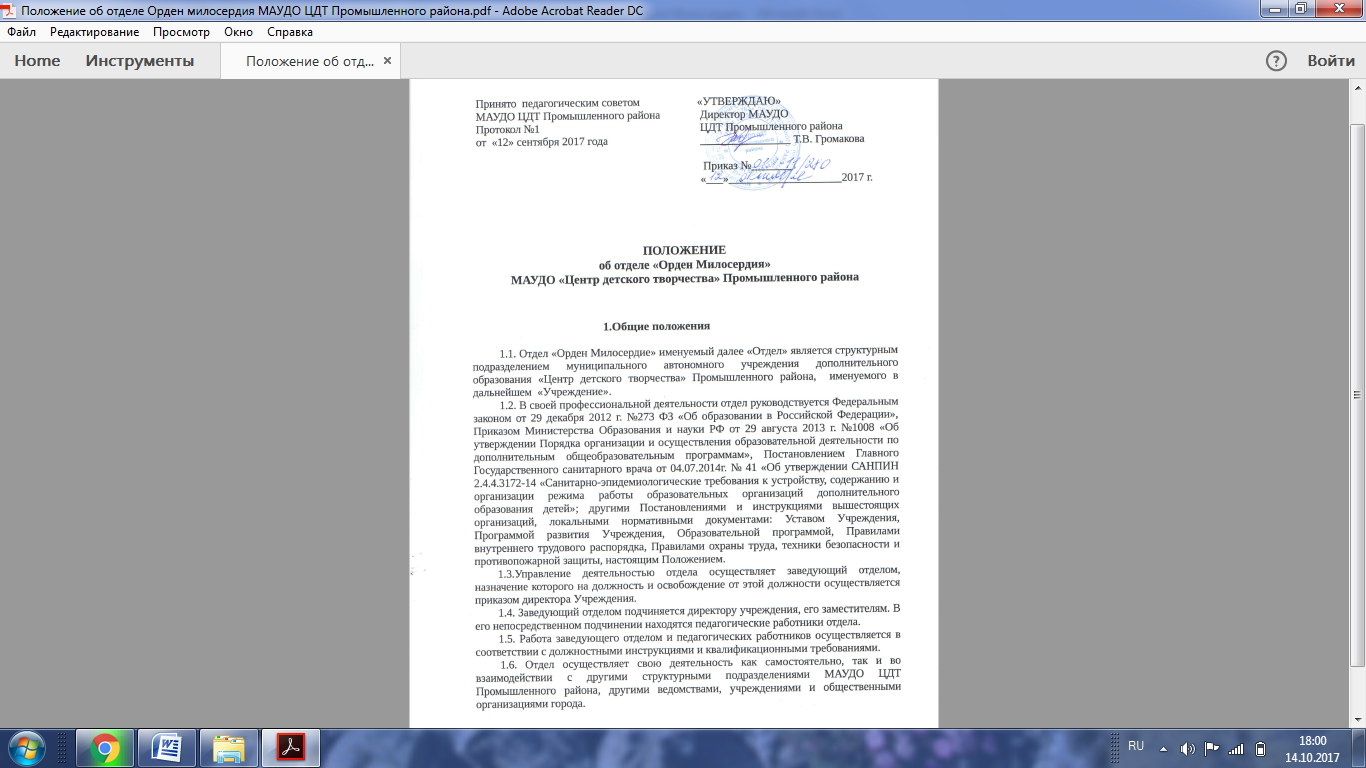 Положение об отделе Орден милосердия МАУДО ЦДТ Промышленного района.pdf - Adobe Acrobat Reader DC
Файл Редактирование Просмотр Окно Справка
Home Инструменты Положение об отд... × ? Войти
Принято педагогическим советом
МАУДО ЦДТ Промышленного района
Протокол №1
от «12» сентября 2017 года
«УТВЕРЖДАЮ»
Директор МАУДО
ЦДТ Промышленного района
Т.В. Громакова
Приказ №
«12» 2017 г.
ПОЛОЖЕНИЕ
об отделе «Орден Милосердия»
МАУДО «Центр детского творчества» Промышленного района
1.Общие положения
1.1. Отдел «Орден Милосердие» именуемый далее «Отдел» является структурным
подразделением муниципального автономного учреждения дополнительного
образования «Центр детского творчества» Промышленного района, именуемого в
дальнейшем «Учреждение».
1.2. В своей профессиональной деятельности отдел руководствуется Федеральным
законом от 29 декабря 2012 г. №273 ФЗ «Об образовании в Российской Федерации»,
Приказом Министерства Образования и науки РФ от 29 августа 2013 г. №1008 «Об
утверждении Порядка организации и осуществления образовательной деятельности по
дополнительным общеобразовательным программам», Постановлением Главного
Государственного санитарного врача от 04.07.2014г. № 41 «Об утверждении САНПИН
2.4.4.3172-14 «Санитарно-эпидемиологические требования к устройству, содержанию и
организации режима работы образовательных организаций дополнительного
образования детей»; другими Постановлениями и инструкциями вышестоящих
организаций, локальными нормативными документами: Уставом Учреждения,
Программой развития Учреждения, Образовательной программой, Правилами
внутреннего трудового распорядка, Правилами охраны труда, техники безопасности и
противопожарной защиты, настоящим Положением.
1.3.Управление деятельностью отдела осуществляет заведующий отделом,
назначение которого на должность и освобождение от этой должности осуществляется
приказом директора Учреждения.
1.4. Заведующий отделом подчиняется директору учреждения, его заместителям. В
его непосредственном подчинении находятся педагогические работники отдела.
1.5. Работа заведующего отделом и педагогических работников осуществляется в
соответствии с должностными инструкциями и квалификационными требованиями.
1.6. Отдел осуществляет свою деятельность как самостоятельно, так и во
взаимодействии с другими структурными подразделениями МАУДО ЦДТ
Промышленного района, другими ведомствами, учреждениями и общественными
организациями города.
RU
18:00
14.10.2017